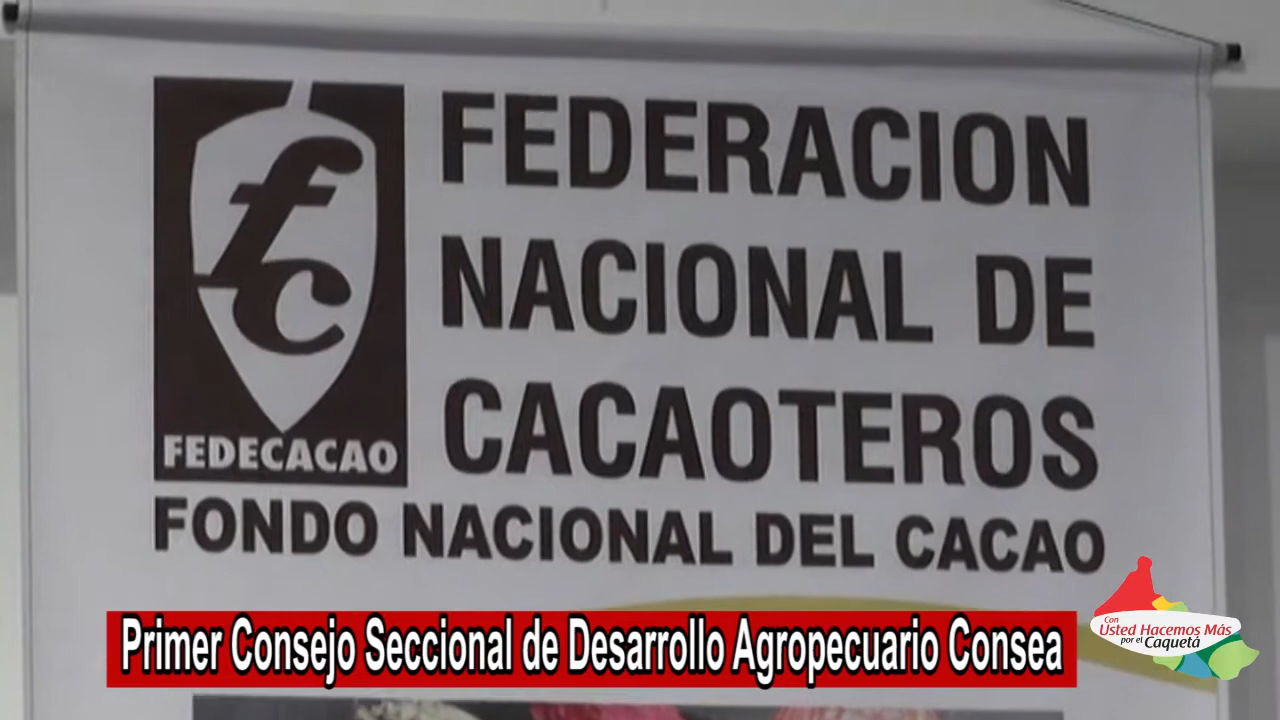 fc
FEDECACAO
FEDERACION
NACIONAL DE
CACAOTEROS
FONDO NACIONAL DEL CACAO
Primer Consejo Seccional de Desarrollo Agropecuario Consea
Con
Usted Hacemos Más
por el Caquetá